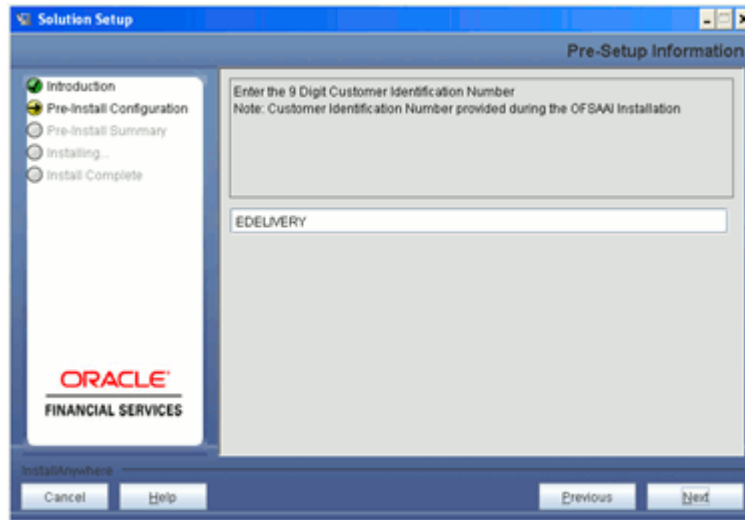 Solution Setup
Pre-Setup Information
Introduction
Pre-Install Configuration
Pre-Install Summary
Installing...
Install Complete
Enter the 9 Digit Customer Identification Number
Note: Customer Identification Number provided during the OFSAAI Installation
EDELIVERY
ORACLE
FINANCIAL SERVICES
InstallAnywhere
Cancel
Help
Previous
Next